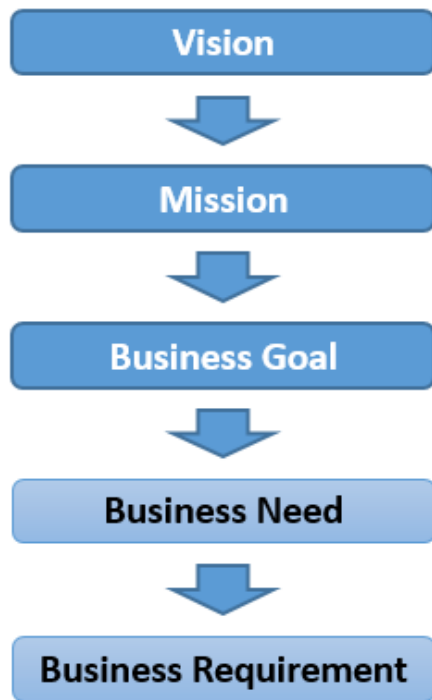 Vision
Mission
Business Goal
Business Need
Business Requirement